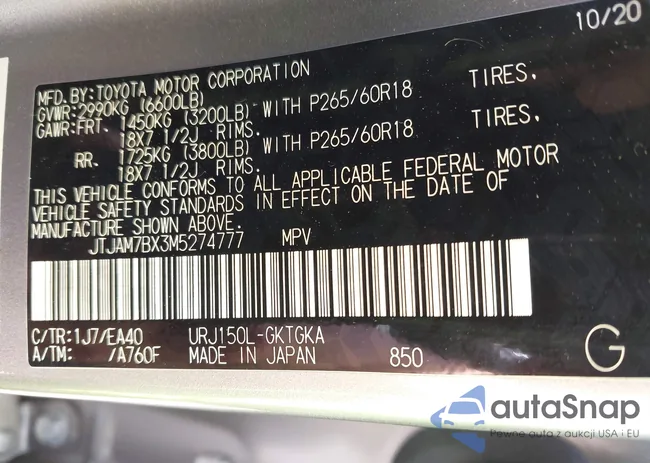 10/20
MFD.BY:TOYOTA MOTOR CORPORATION
GVWR:2990KG (6600LB)
GAWR:FRT. 1450KG (3200LB) WITH P265/60R18 TIRES,
18X7 1/2J RIMS.
RR. 1725KG (3800LB) WITH P265/60R18 TIRES,
18X7 1/2J RIMS.
THIS VEHICLE CONFORMS TO ALL APPLICABLE FEDERAL MOTOR
VEHICLE SAFETY STANDARDS IN EFFECT ON THE DATE OF
MANUFACTURE SHOWN ABOVE.
JTJAM7BX3M5274777 MPV
C/TR:1J7/EA40 URJ150L-GKTGKA
A/TM: /A760F MADE IN JAPAN 850 G
autaSnap
Pewne auta z aukcji USA i EU